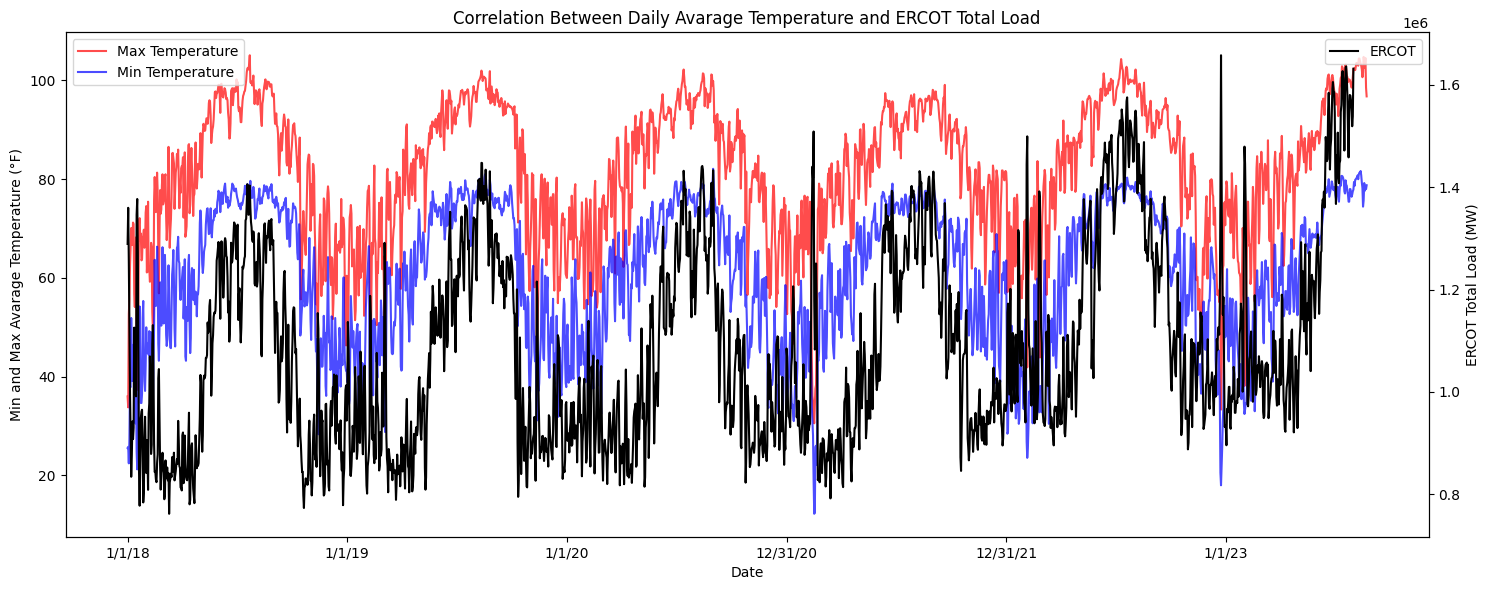 Correlation Between Daily Avarage Temperature and ERCOT Total Load
1e6
Max Temperature
Min Temperature
ERCOT
Min and Max Avarage Temperature (°F)
100
80
60
40
20
1.6
1.4
1.2
1.0
0.8
ERCOT Total Load (MW)
1/1/18
1/1/19
1/1/20
12/31/20
12/31/21
1/1/23
Date